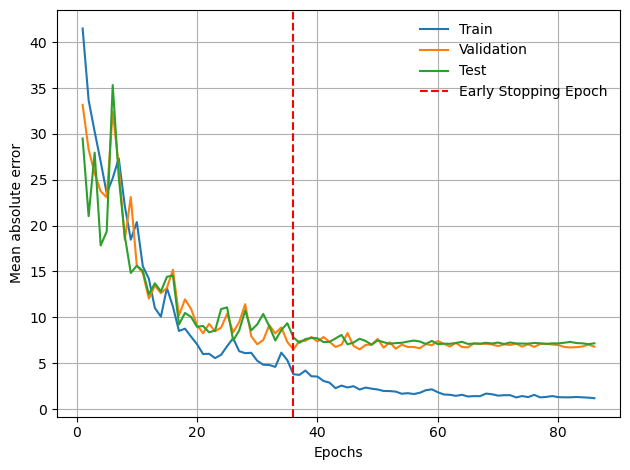 Train
Validation
Test
Early Stopping Epoch
40
35
30
25
20
15
10
5
0
Mean absolute error
0 20 40 60 80
Epochs